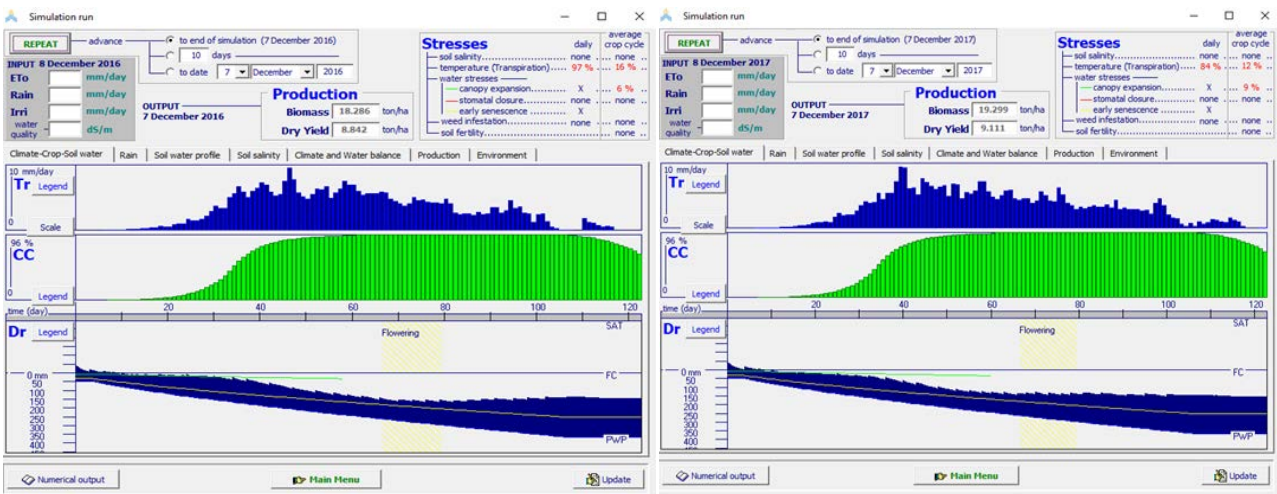 Simulation run
REPEAT
advance
to end of simulation (7 December 2016)
10 days
to date 7 December 2016
INPUT 8 December 2016
ETo mm/day
Rain mm/day
Irri mm/day
water quality dS/m
OUTPUT
7 December 2016
Production
Biomass 18.286 ton/ha
Dry Yield 8.842 ton/ha
Stresses
daily
average
crop cycle
soil salinity none none
temperature (Transpiration) 97 % 16 %
water stresses
canopy expansion X 6 %
stomatal closure none none
early senescence X
weed infestation none none
soil fertility none
Climate-Crop-Soil water Rain Soil water profile Soil salinity Climate and Water balance Production Environment
10 mm/day
Tr Legend
0
Scale
96 %
CC
0 Legend
time (day) 20 40 60 80 100 120
Dr Legend
Flowering
SAT
0 mm
FC
50
100
150
200
250
300
350
400
PWP
Numerical output
Main Menu
Update
Simulation run
REPEAT
advance
to end of simulation (7 December 2017)
10 days
to date 7 December 2017
INPUT 8 December 2017
ETo mm/day
Rain mm/day
Irri mm/day
water quality dS/m
OUTPUT
7 December 2017
Production
Biomass 19.299 ton/ha
Dry Yield 9.111 ton/ha
Stresses
daily
average
crop cycle
soil salinity none none
temperature (Transpiration) 84 % 12 %
water stresses
canopy expansion X 9 %
stomatal closure none none
early senescence X
weed infestation none none
soil fertility none
Climate-Crop-Soil water Rain Soil water profile Soil salinity Climate and Water balance Production Environment
10 mm/day
Tr Legend
0
Scale
96 %
CC
0 Legend
time (day) 20 40 60 80 100 120
Dr Legend
Flowering
SAT
0 mm
FC
50
100
150
200
250
300
350
400
PWP
Numerical output
Main Menu
Update